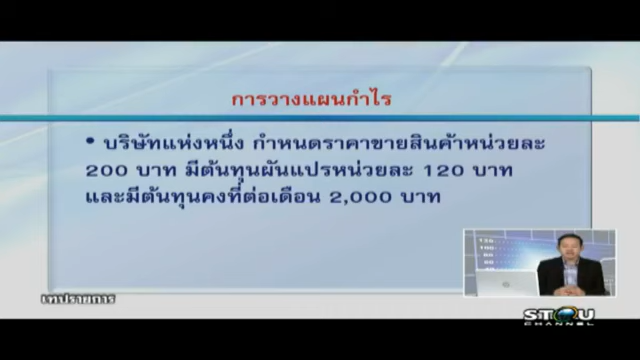 การวางแผนกำไร
• บริษัทแห่งหนึ่ง กำหนดราคาขายสินค้าหน่วยละ
200 บาท มีต้นทุนผันแปรหน่วยละ 120 บาท
และมีต้นทุนคงที่ต่อเดือน 2,000 บาท
เทปรายการ
STOU
CHANNEL